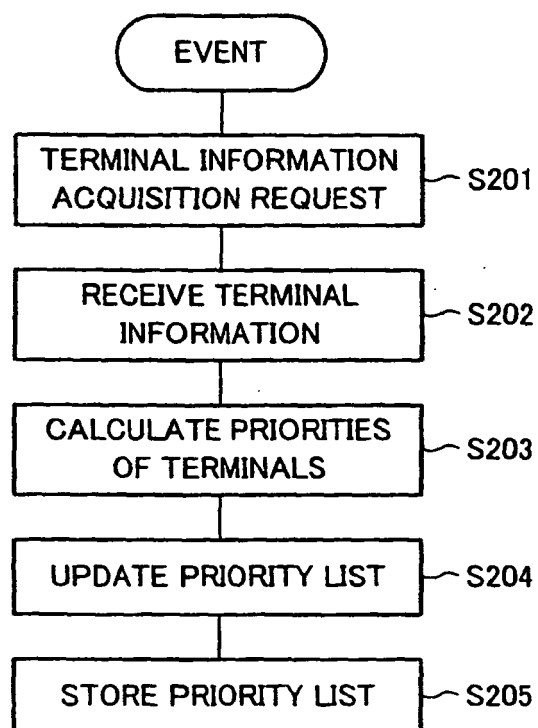 EVENT
TERMINAL INFORMATION
ACQUISITION REQUEST
S201
RECEIVE TERMINAL
INFORMATION
S202
CALCULATE PRIORITIES
OF TERMINALS
S203
UPDATE PRIORITY LIST
S204
STORE PRIORITY LIST
S205